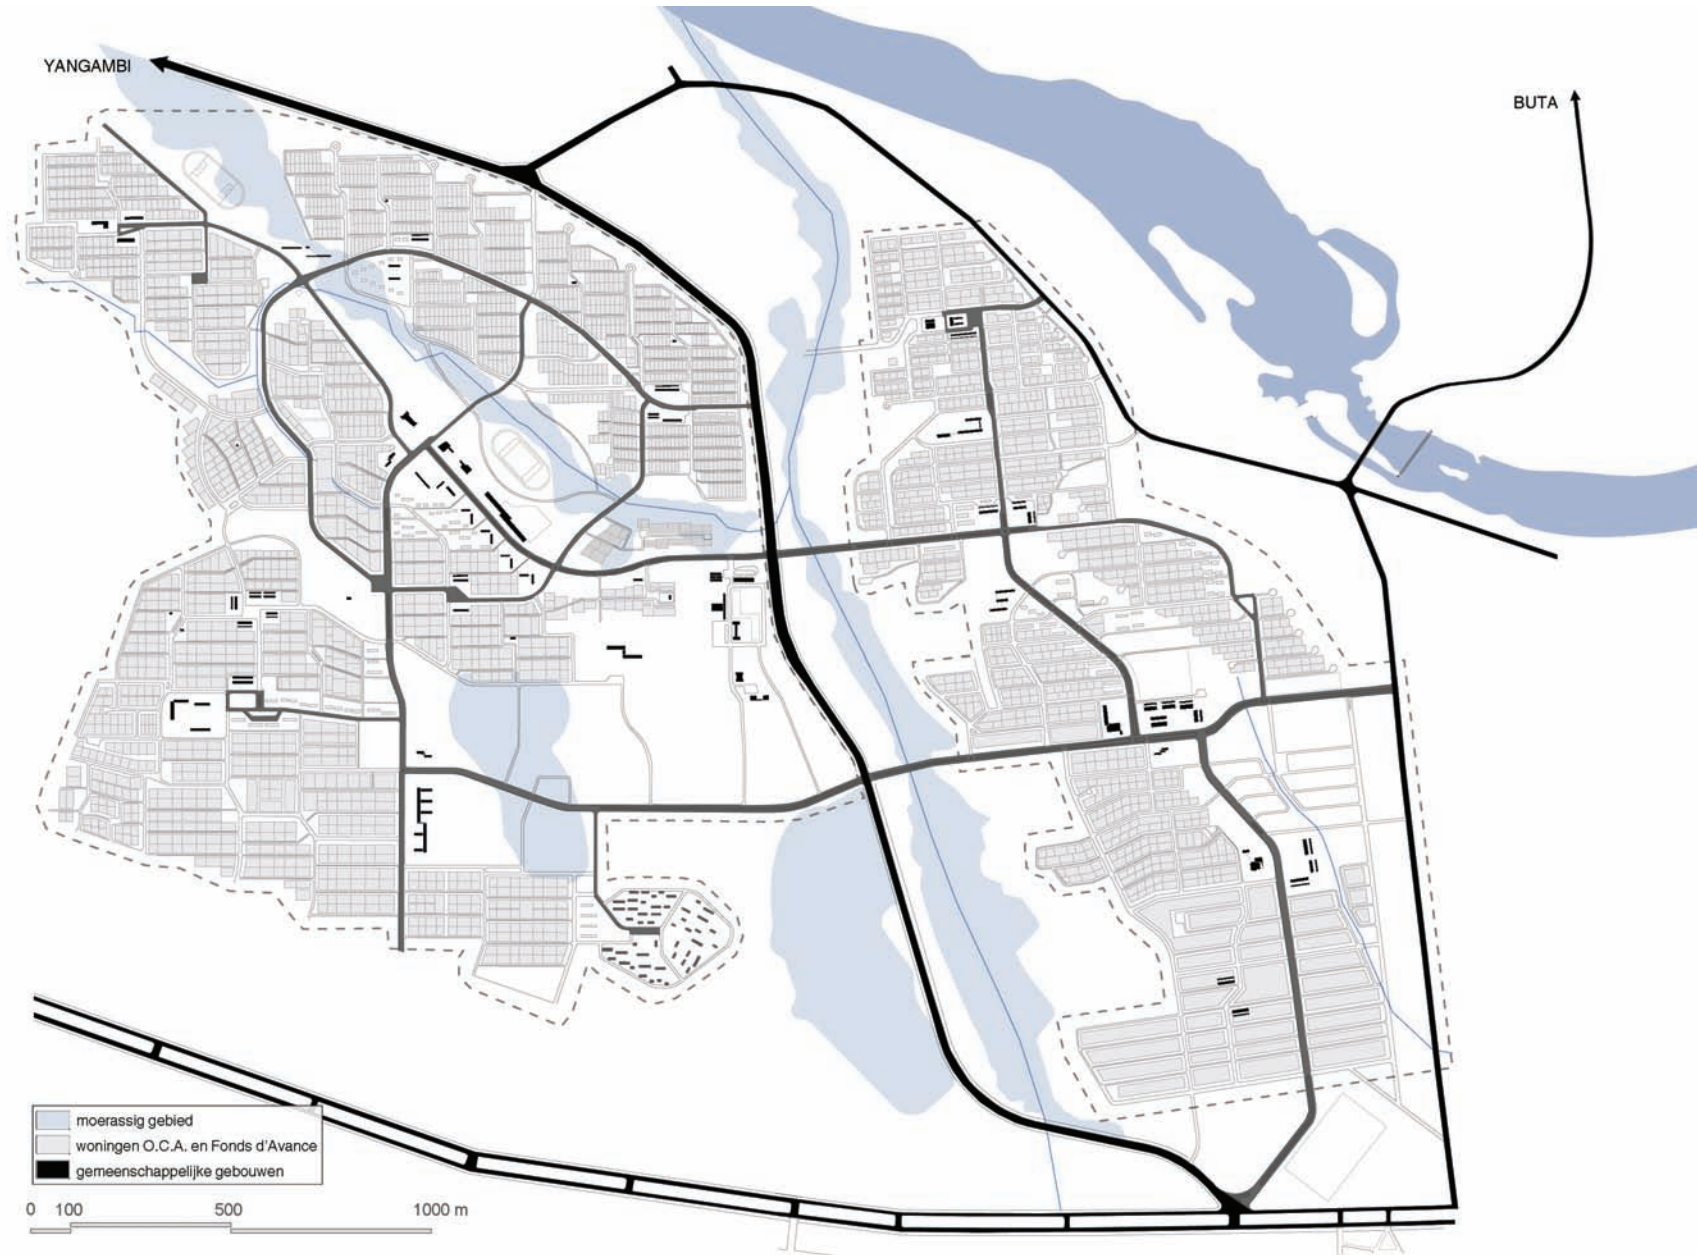 YANGAMBI
BUTA
moerassig gebied
woningen O.C.A. en Fonds d'Avance
gemeenschappelijke gebouwen
0 100 500 1000 m